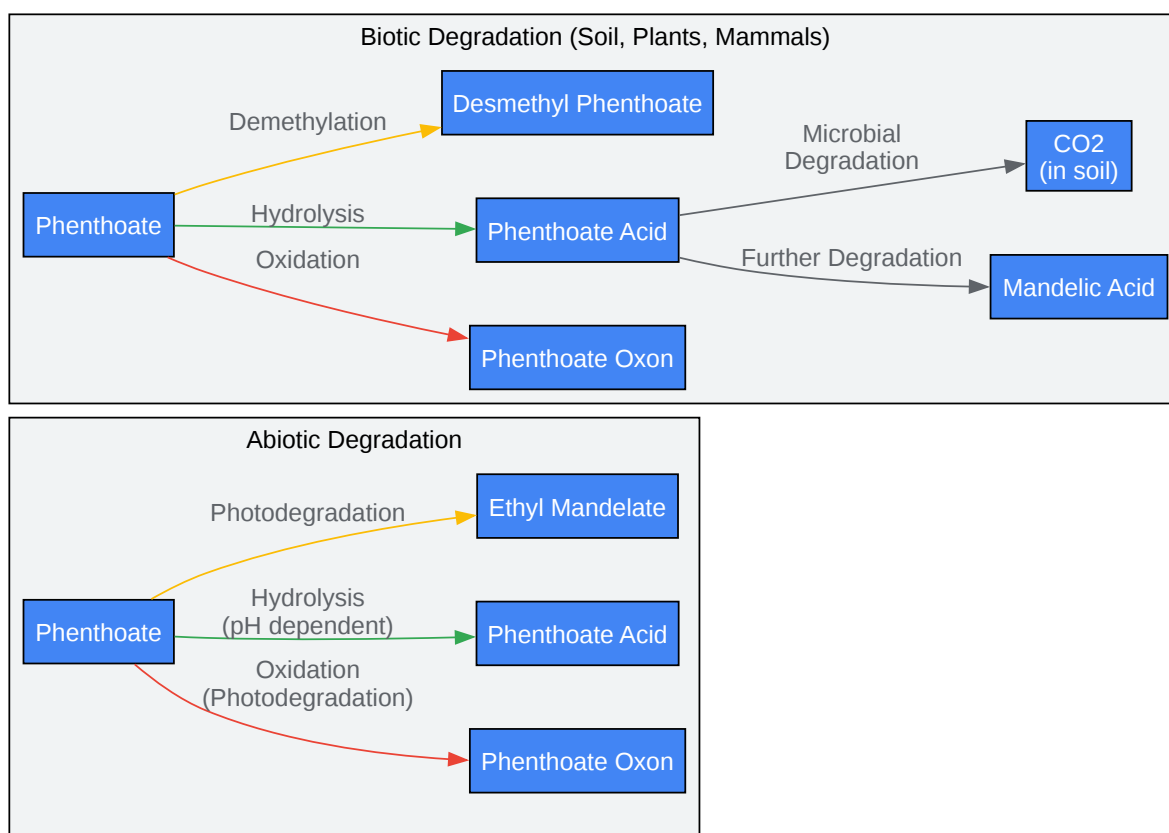 Biotic Degradation (Soil, Plants, Mammals)
Desmethyl Phenthoate
Demethylation
Microbial
Degradation
CO2
(in soil)
Phenthoate
Hydrolysis
Phenthoate Acid
Oxidation
Further Degradation
Mandelic Acid
Phenthoate Oxon
Abiotic Degradation
Photodegradation
Ethyl Mandelate
Phenthoate
Hydrolysis
(pH dependent)
Phenthoate Acid
Oxidation
(Photodegradation)
Phenthoate Oxon